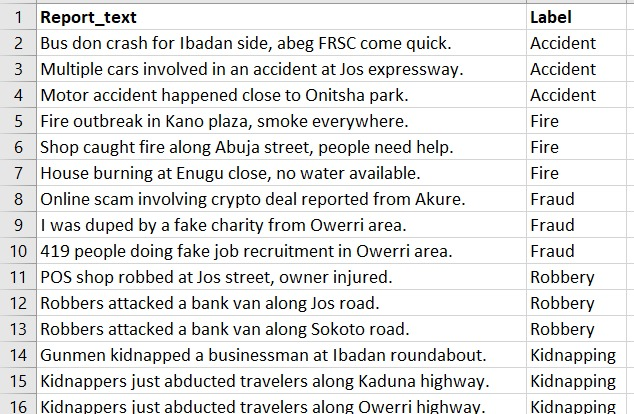 1 Report_text Label
2 Bus don crash for Ibadan side, abeg FRSC come quick. Accident
3 Multiple cars involved in an accident at Jos expressway. Accident
4 Motor accident happened close to Onitsha park. Accident
5 Fire outbreak in Kano plaza, smoke everywhere. Fire
6 Shop caught fire along Abuja street, people need help. Fire
7 House burning at Enugu close, no water available. Fire
8 Online scam involving crypto deal reported from Akure. Fraud
9 I was duped by a fake charity from Owerri area. Fraud
10 419 people doing fake job recruitment in Owerri area. Fraud
11 POS shop robbed at Jos street, owner injured. Robbery
12 Robbers attacked a bank van along Jos road. Robbery
13 Robbers attacked a bank van along Sokoto road. Robbery
14 Gunmen kidnapped a businessman at Ibadan roundabout. Kidnapping
15 Kidnappers just abducted travelers along Kaduna highway. Kidnapping
16 Kidnappers just abducted travelers along Owerri highway. Kidnapping